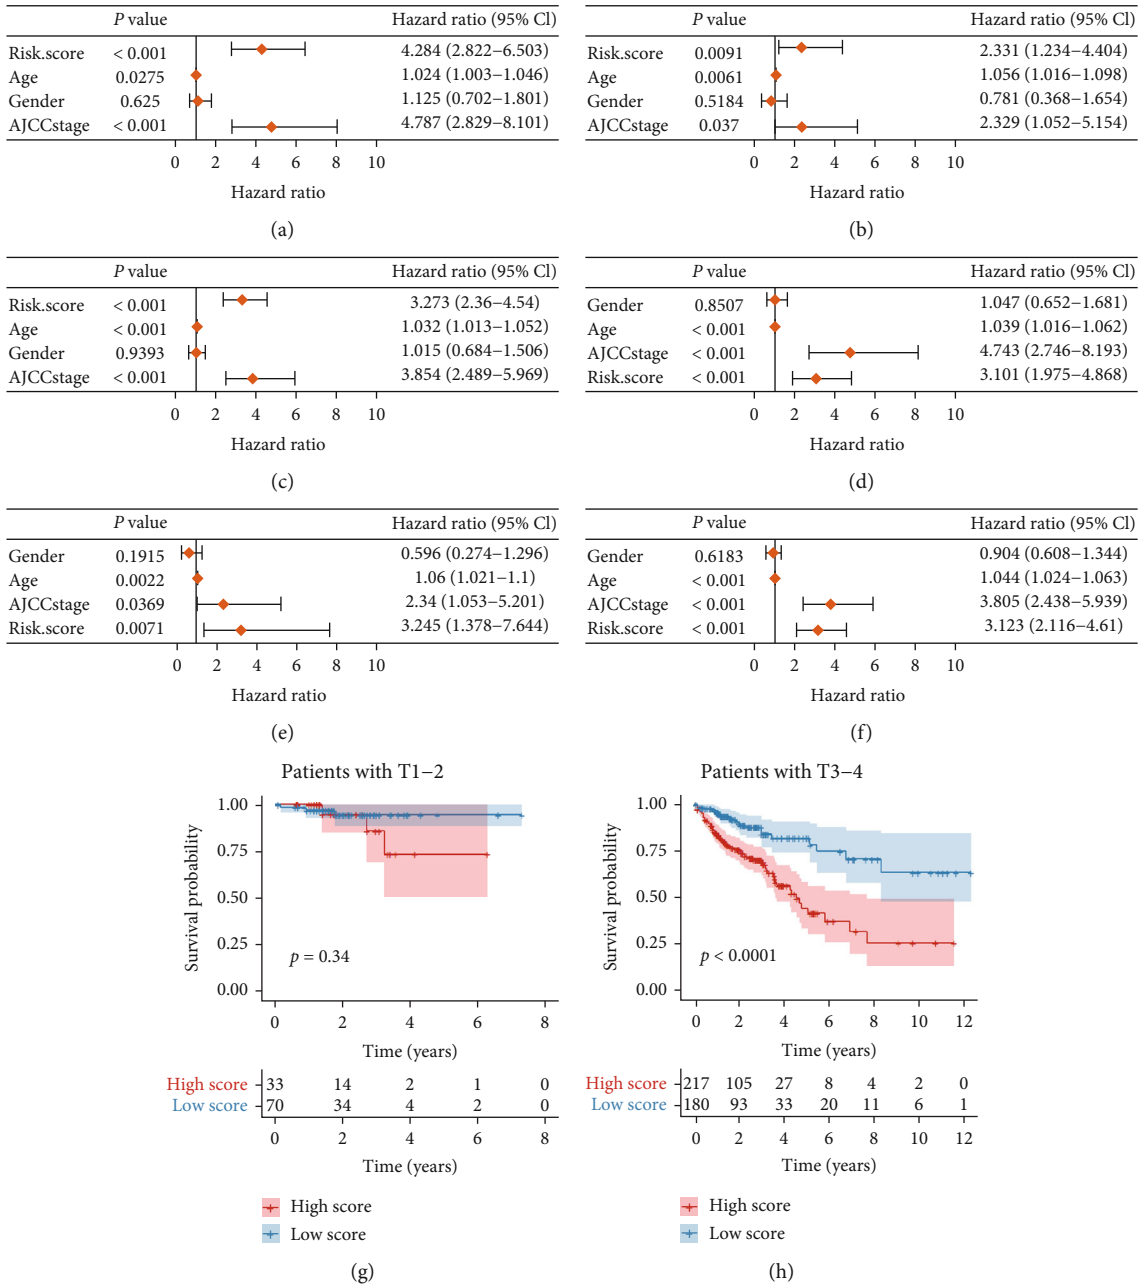 P value Hazard ratio (95% Cl)
Risk.score < 0.001 4.284 (2.822−6.503)
Age 0.0275 1.024 (1.003−1.046)
Gender 0.625 1.125 (0.702−1.801)
AJCCstage < 0.001 4.787 (2.829−8.101)
0 2 4 6 8 10
Hazard ratio
(a)
P value Hazard ratio (95% Cl)
Risk.score 0.0091 2.331 (1.234−4.404)
Age 0.0061 1.056 (1.016−1.098)
Gender 0.5184 0.781 (0.368−1.654)
AJCCstage 0.037 2.329 (1.052−5.154)
0 2 4 6 8 10
Hazard ratio
(b)
P value Hazard ratio (95% Cl)
Risk.score < 0.001 3.273 (2.36−4.54)
Age < 0.001 1.032 (1.013−1.052)
Gender 0.9393 1.015 (0.684−1.506)
AJCCstage < 0.001 3.854 (2.489−5.969)
0 2 4 6 8 10
Hazard ratio
(c)
P value Hazard ratio (95% Cl)
Gender 0.8507 1.047 (0.652−1.681)
Age < 0.001 1.039 (1.016−1.062)
AJCCstage < 0.001 4.743 (2.746−8.193)
Risk.score < 0.001 3.101 (1.975−4.868)
0 2 4 6 8 10
Hazard ratio
(d)
P value Hazard ratio (95% Cl)
Gender 0.1915 0.596 (0.274−1.296)
Age 0.0022 1.06 (1.021−1.1)
AJCCstage 0.0369 2.34 (1.053−5.201)
Risk.score 0.0071 3.245 (1.378−7.644)
0 2 4 6 8 10
Hazard ratio
(e)
P value Hazard ratio (95% Cl)
Gender 0.6183 0.904 (0.608−1.344)
Age < 0.001 1.044 (1.024−1.063)
AJCCstage < 0.001 3.805 (2.438−5.939)
Risk.score < 0.001 3.123 (2.116−4.61)
0 2 4 6 8 10
Hazard ratio
(f)
Patients with T1−2
Survival probability
1.00
0.75
0.50
0.25
0.00
p = 0.34
0 2 4 6 8
Time (years)
High score 33 14 2 1 0
Low score 70 34 4 2 0
0 2 4 6 8
Time (years)
High score
Low score
(g)
Patients with T3−4
Survival probability
1.00
0.75
0.50
0.25
0.00
p < 0.0001
0 2 4 6 8 10 12
Time (years)
High score 217 105 27 8 4 2 0
Low score 180 93 33 20 11 6 1
0 2 4 6 8 10 12
Time (years)
High score
Low score
(h)